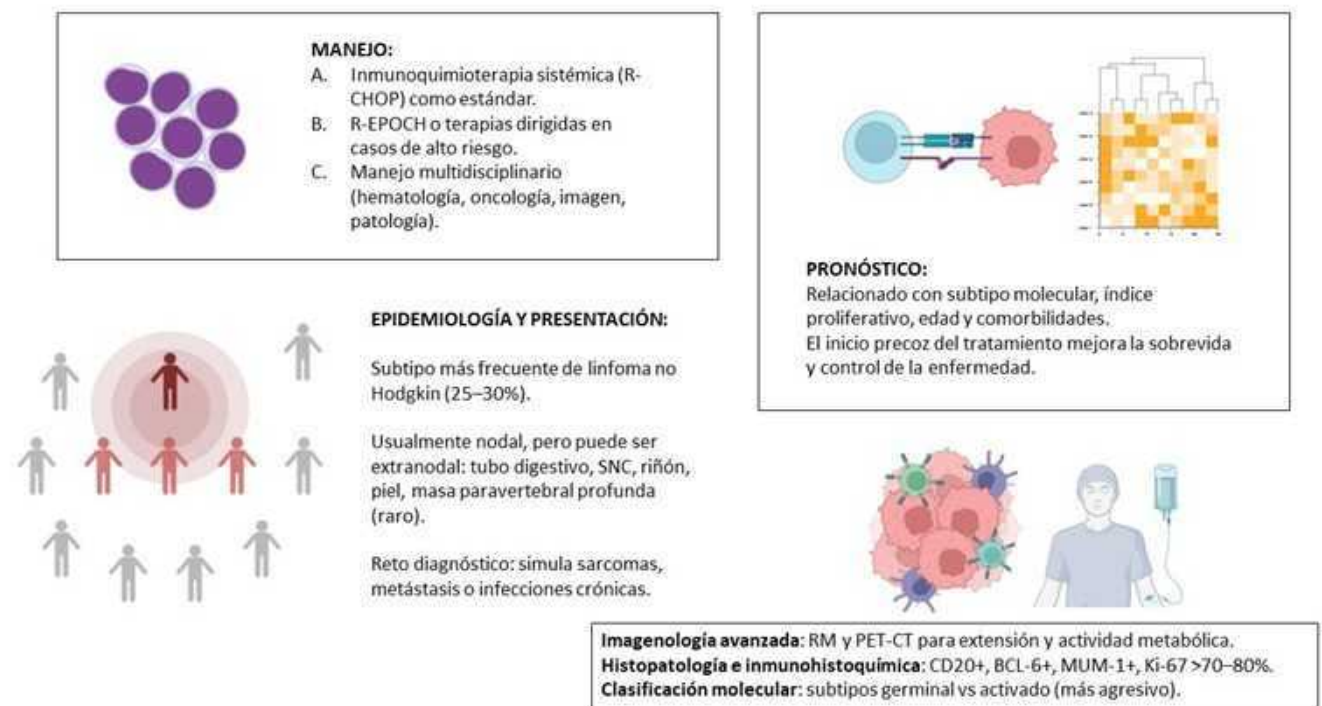 MANEJO:
A. Inmunoquimioterapia sistémica (R-
CHOP) como estándar.
B. R-EPOCH o terapias dirigidas en
casos de alto riesgo.
C. Manejo multidisciplinario
(hematología, oncología, imagen,
patología).
PRONÓSTICO:
Relacionado con subtipo molecular, índice
proliferativo, edad y comorbilidades.
El inicio precoz del tratamiento mejora la sobrevida
y control de la enfermedad.
EPIDEMIOLOGÍA Y PRESENTACIÓN:
Subtipo más frecuente de linfoma no
Hodgkin (25–30%).
Usualmente nodal, pero puede ser
extranodal: tubo digestivo, SNC, riñón,
piel, masa paravertebral profunda
(raro).
Reto diagnóstico: simula sarcomas,
metástasis o infecciones crónicas.
Imagenología avanzada: RM y PET-CT para extensión y actividad metabólica.
Histopatología e inmunohistoquímica: CD20+, BCL-6+, MUM-1+, Ki-67 >70–80%.
Clasificación molecular: subtipos germinal vs activado (más agresivo).